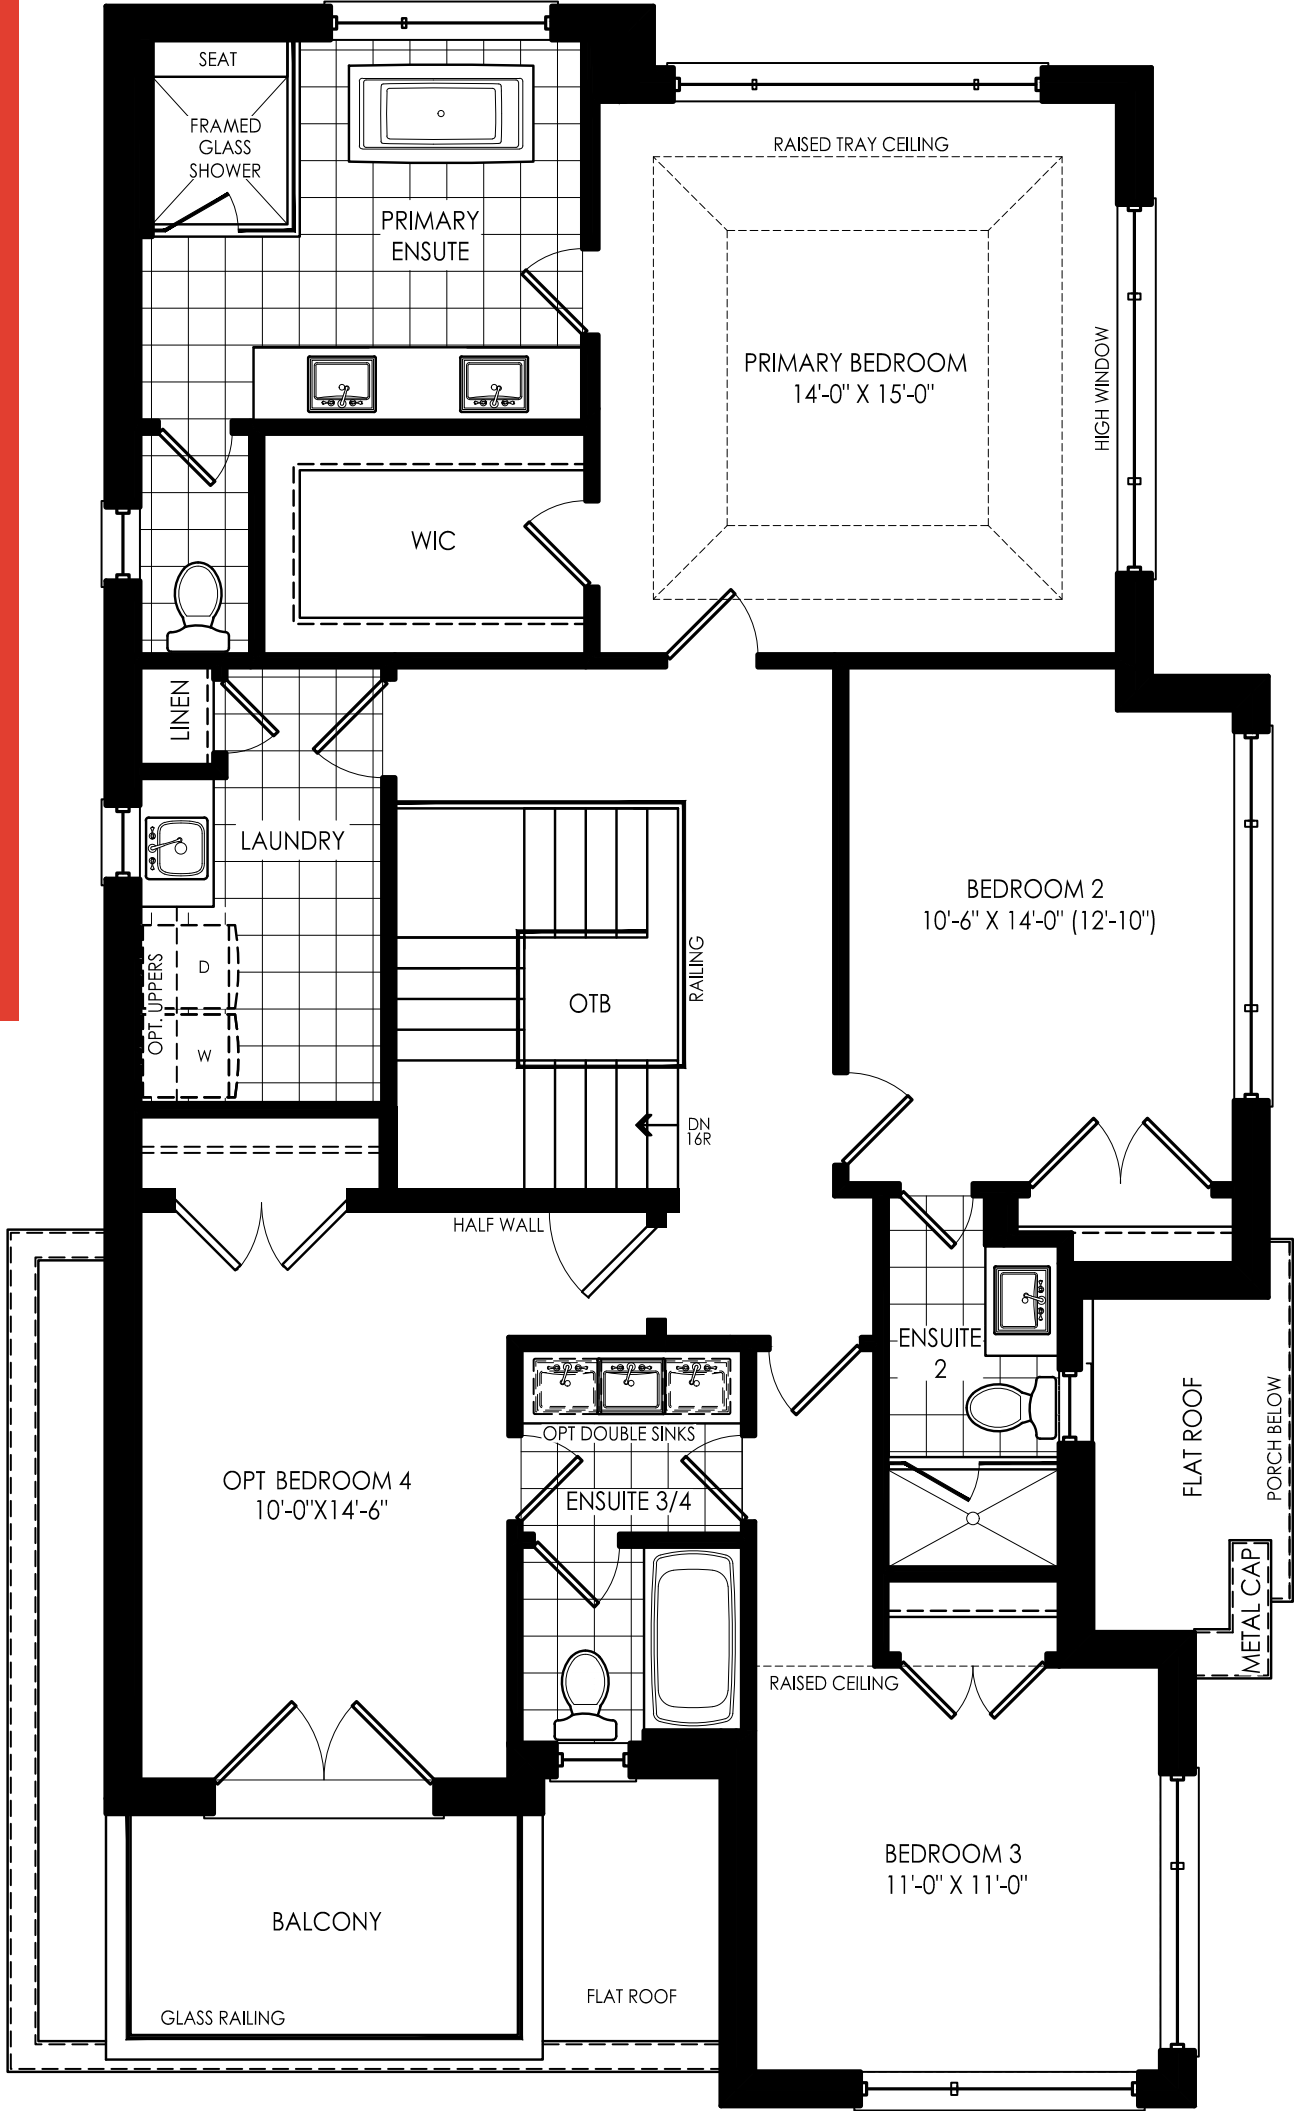 SEAT
FRAMED
GLASS
SHOWER
PRIMARY
ENSUTE
RAISED TRAY CEILING
PRIMARY BEDROOM
14'-0" X 15'-0"
HIGH WINDOW
WIC
LINEN
LAUNDRY
OPT. UPPERS
D
W
OTB
RAILING
DN
16R
BEDROOM 2
10'-6" X 14'-0" (12'-10")
HALF WALL
ENSUITE
2
FLAT ROOF
PORCH BELOW
METAL CAP
OPT DOUBLE SINKS
ENSUITE 3/4
OPT BEDROOM 4
10'-0"X14'-6"
RAISED CEILING
BEDROOM 3
11'-0" X 11'-0"
BALCONY
GLASS RAILING
FLAT ROOF